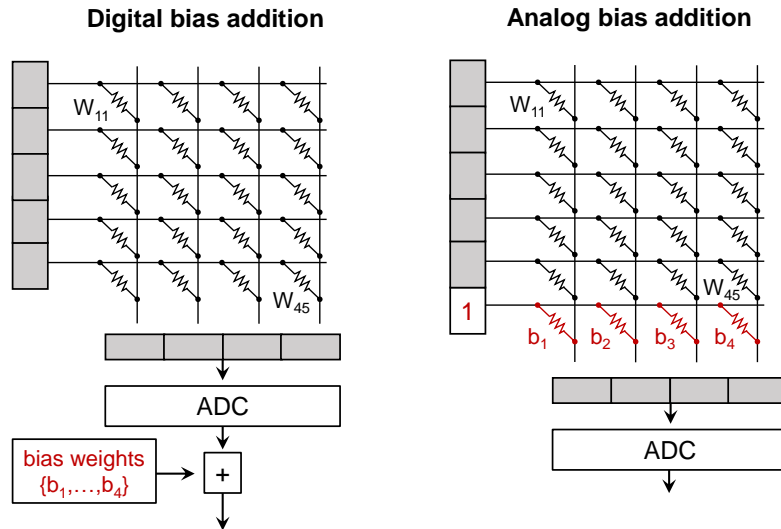 Digital bias addition
W₁₁
W₄₅
ADC
bias weights
{b₁,…,b₄}
+
Analog bias addition
W₁₁
W₄₅
1
b₁ b₂ b₃ b₄
ADC